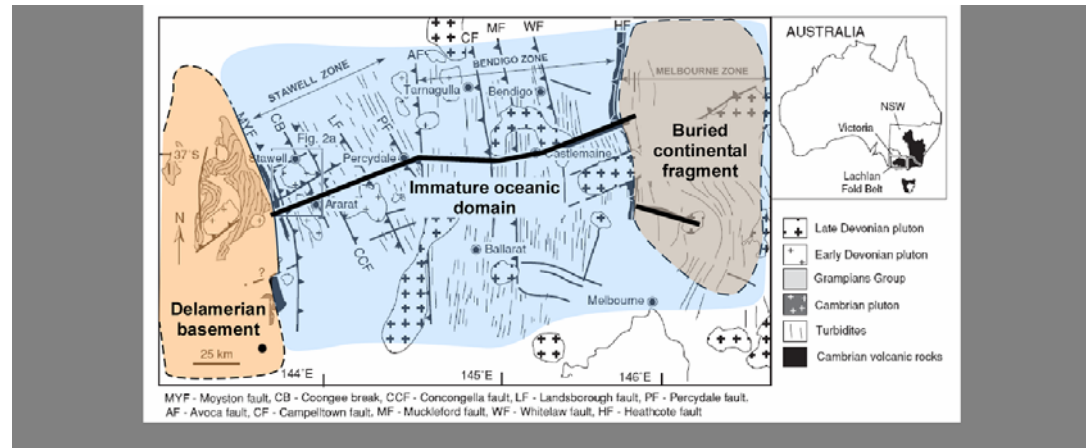 HF
MF
WF
CF
AF
BENDIGO ZONE
STAWELL ZONE
MELBOURNE ZONE
Tarnagulla
Bendigo
MYF
CB
LF
PF
Fig. 2a
37°S
Stawell
Percydale
Castlemaine
Buried
continental
fragment
Immature oceanic
domain
N
Ararat
CCF
Ballarat
?
Melbourne
Delamerian
basement
25 km
144°E
145°E
146°E
AUSTRALIA
NSW
Victoria
Lachlan
Fold Belt
Late Devonian pluton
Early Devonian pluton
Grampians Group
Cambrian pluton
Turbidites
Cambrian volcanic rocks
MYF - Moyston fault, CB - Coongee break, CCF - Concongella fault, LF - Landsborough fault, PF - Percydale fault,
AF - Avoca fault, CF - Campelltown fault, MF - Muckleford fault, WF - Whitelaw fault, HF - Heathcote fault